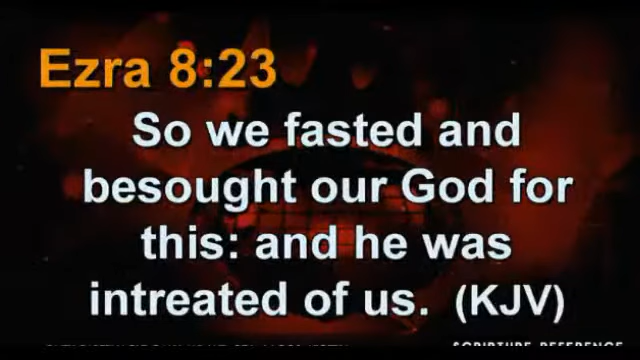 Ezra 8:23
So we fasted and
besought our God for
this: and he was
intreated of us. (KJV)
SCRIPTURE REFERENCE